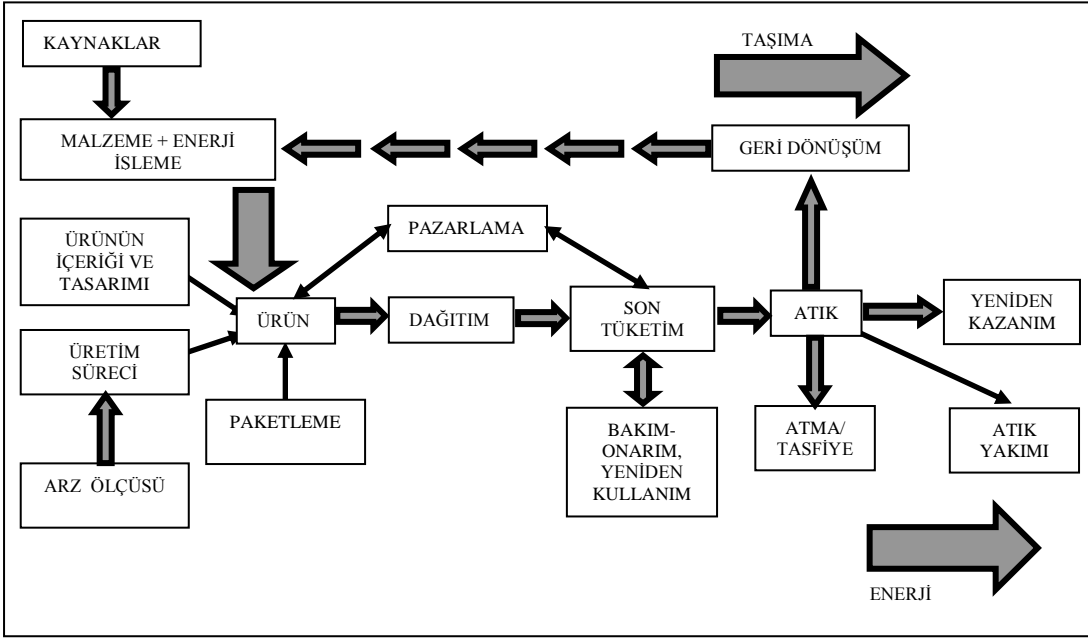 KAYNAKLAR
TAŞIMA
MALZEME + ENERJİ
İŞLEME
GERİ DÖNÜŞÜM
ÜRÜNÜN
İÇERİĞİ VE
TASARIMI
PAZARLAMA
ÜRÜN
DAĞITIM
SON
TÜKETİM
ATIK
YENİDEN
KAZANIM
ÜRETİM
SÜRECİ
PAKETLEME
BAKIM-
ONARIM,
YENİDEN
KULLANIM
ATMA/
TASFİYE
ATIK
YAKIMI
ARZ ÖLÇÜSÜ
ENERJİ